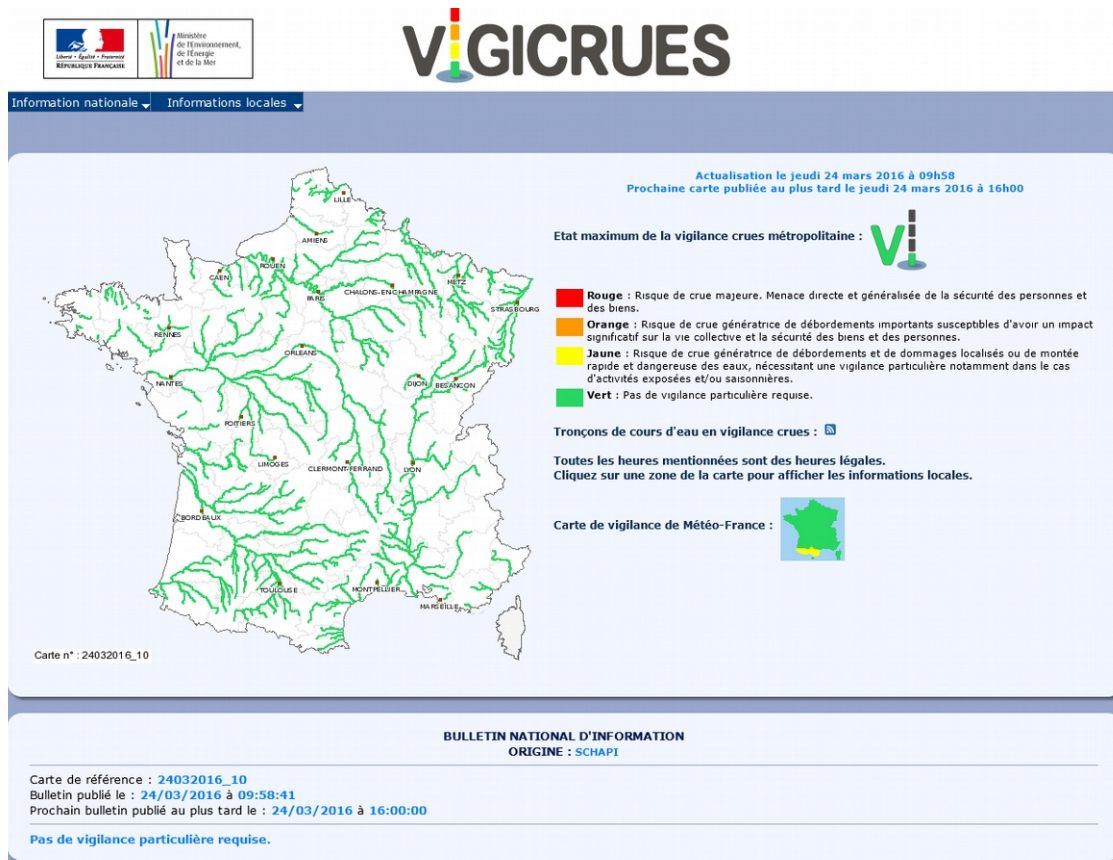 Liberté • Égalité • Fraternité
RÉPUBLIQUE FRANÇAISE
Ministère
de l'Environnement,
de l'Énergie
et de la Mer
VIGICRUES
Information nationale
Informations locales
LILLE
AMIENS
ROUEN
CAEN
PARIS
CHALONS-EN-CHAMPAGNE
METZ
STRASBOURG
RENNES
ORLEANS
NANTES
DIJON
BESANCON
POITIERS
LIMOGES
CLERMONT-FERRAND
LYON
BORDEAUX
TOULOUSE
MONTPELLIER
MARSEILLE
Carte n° : 24032016_10
Actualisation le jeudi 24 mars 2016 à 09h58
Prochaine carte publiée au plus tard le jeudi 24 mars 2016 à 16h00
Etat maximum de la vigilance crues métropolitaine :
Vi
Rouge : Risque de crue majeure. Menace directe et généralisée de la sécurité des personnes et
des biens.
Orange : Risque de crue génératrice de débordements importants susceptibles d'avoir un impact
significatif sur la vie collective et la sécurité des biens et des personnes.
Jaune : Risque de crue génératrice de débordements et de dommages localisés ou de montée
rapide et dangereuse des eaux, nécessitant une vigilance particulière notamment dans le cas
d'activités exposées et/ou saisonnières.
Vert : Pas de vigilance particulière requise.
Tronçons de cours d'eau en vigilance crues :
Toutes les heures mentionnées sont des heures légales.
Cliquez sur une zone de la carte pour afficher les informations locales.
Carte de vigilance de Météo-France :
BULLETIN NATIONAL D'INFORMATION
ORIGINE : SCHAPI
Carte de référence : 24032016_10
Bulletin publié le : 24/03/2016 à 09:58:41
Prochain bulletin publié au plus tard le : 24/03/2016 à 16:00:00
Pas de vigilance particulière requise.